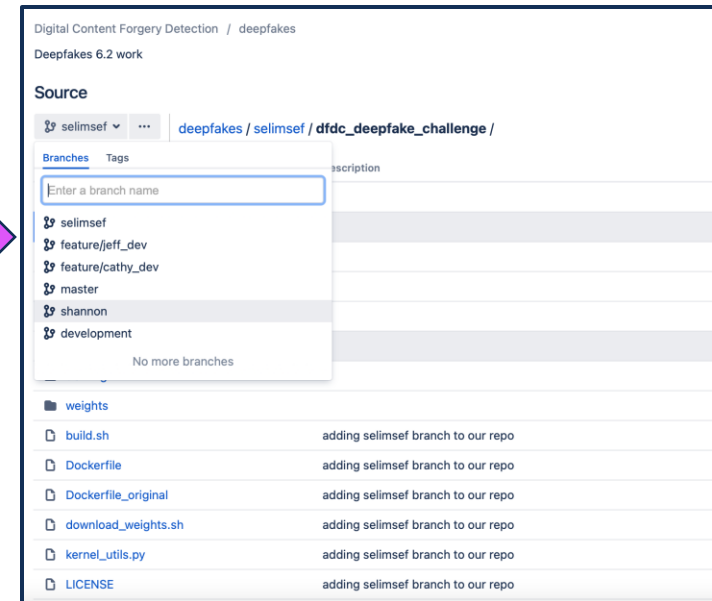 Digital Content Forgery Detection / deepfakes
Deepfakes 6.2 work
Source
selimsef ... deepfakes / selimsef / dfdc_deepfake_challenge /
Branches Tags
escription
Enter a branch name
selimsef
feature/jeff_dev
feature/cathy_dev
master
shannon
development
No more branches
weights
build.sh adding selimsef branch to our repo
Dockerfile adding selimsef branch to our repo
Dockerfile_original adding selimsef branch to our repo
download_weights.sh adding selimsef branch to our repo
kernel_utils.py adding selimsef branch to our repo
LICENSE adding selimsef branch to our repo